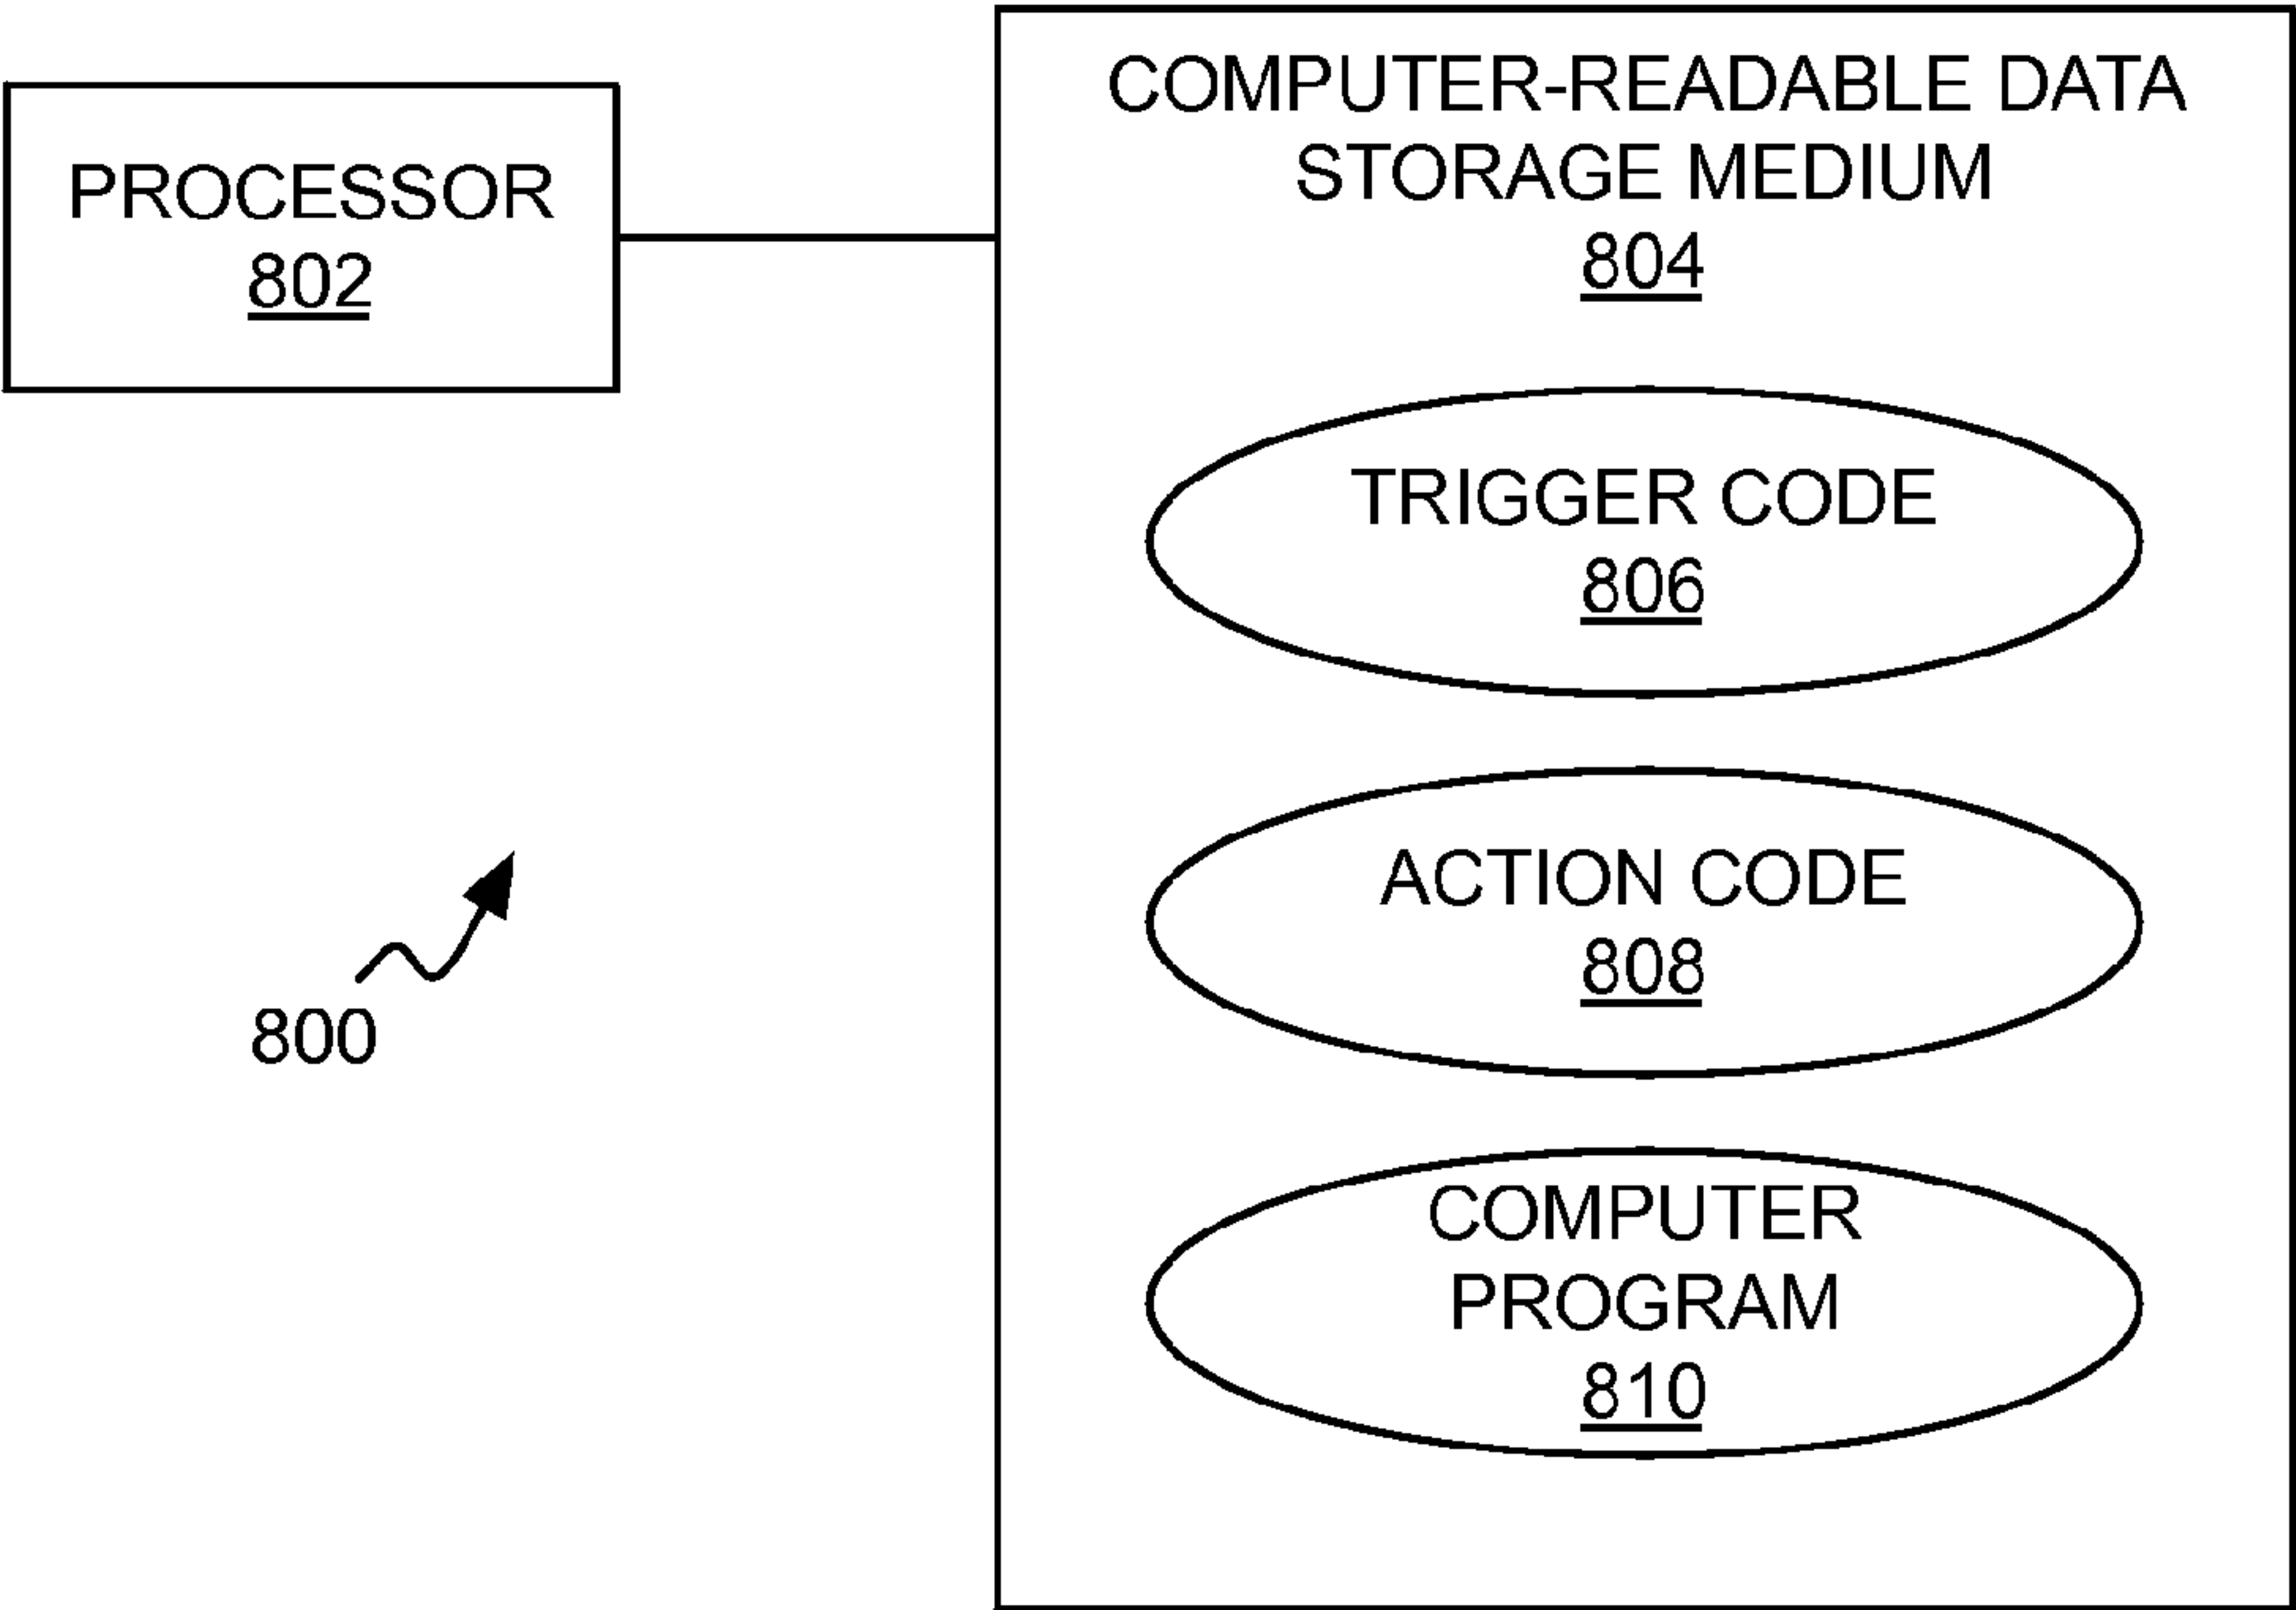 PROCESSOR
802
COMPUTER-READABLE DATA
STORAGE MEDIUM
804
TRIGGER CODE
806
ACTION CODE
808
COMPUTER
PROGRAM
810
800